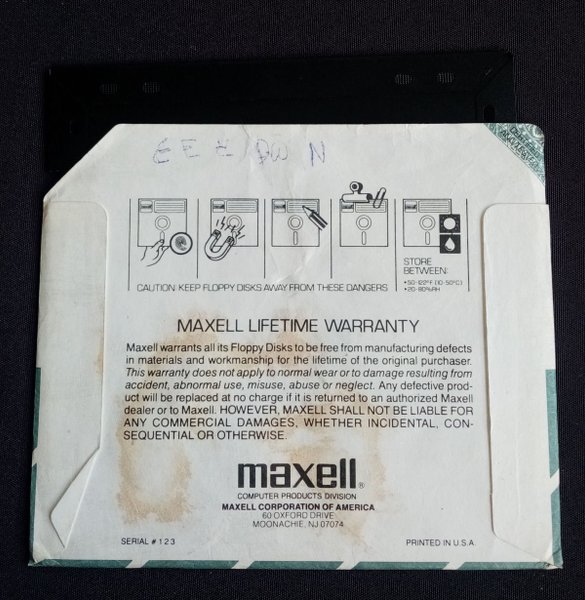 CAUTION: KEEP FLOPPY DISKS AWAY FROM THESE DANGERS
STORE
BETWEEN:
•50-122°F (10-50°C)
•20-80%RH
MAXELL LIFETIME WARRANTY
Maxell warrants all its Floppy Disks to be free from manufacturing defects
in materials and workmanship for the lifetime of the original purchaser.
This warranty does not apply to normal wear or to damage resulting from
accident, abnormal use, misuse, abuse or neglect. Any defective prod-
uct will be replaced at no charge if it is returned to an authorized Maxell
dealer or to Maxell. HOWEVER, MAXELL SHALL NOT BE LIABLE FOR
ANY COMMERCIAL DAMAGES, WHETHER INCIDENTAL, CON-
SEQUENTIAL OR OTHERWISE.
maxell®
COMPUTER PRODUCTS DIVISION
MAXELL CORPORATION OF AMERICA
60 OXFORD DRIVE
MOONACHIE, NJ 07074
SERIAL # 1 2 3
PRINTED IN U.S.A.